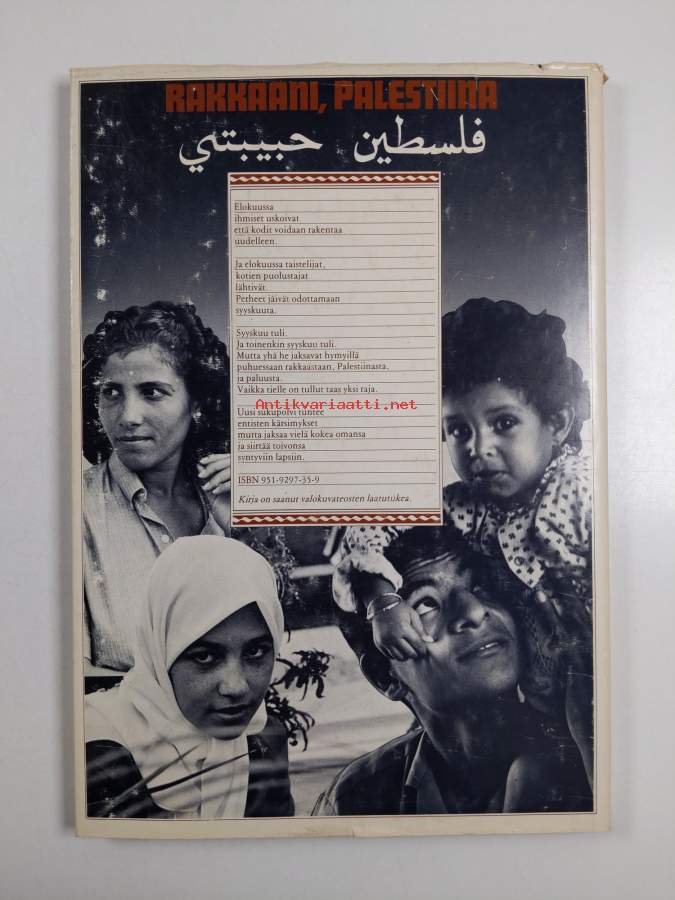 RAKKAANI, PALESTIINA
فلسطين حبيبتي
Elokuussa
ihmiset uskoivat
että kodit voidaan rakentaa
uudelleen.
Ja elokuussa taistelijat,
kotien puolustajat
lähtivät.
Perheet jäivät odottamaan
syyskuuta.
Syyskuu tuli.
Ja toinenkin syyskuu tuli.
Mutta yhä he jaksavat hymyillä
puhuessaan rakkaastaan, Palestiinasta,
ja paluusta.
Vaikka tielle on tullut taas yksi raja.
Antikvariaatti.net
Uusi sukupolvi tuntee
entisten kärsimykset
mutta jaksaa vielä kokea omansa
ja siirtää toivonsa
syntyviin lapsiin.
ISBN 951-9297-35-9
Kirja on saanut valokuvateosten laatutukea.